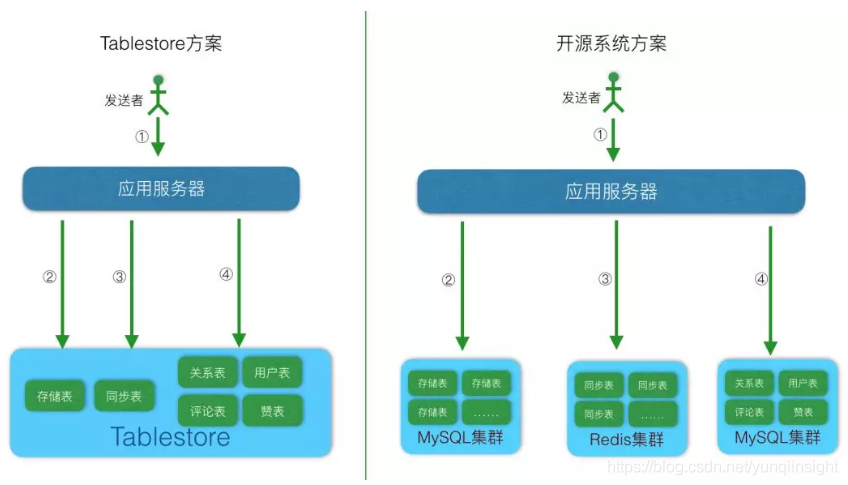 Tablestore方案
发送者
①
应用服务器
② ③ ④
关系表 用户表
存储表 同步表
评论表 赞表
Tablestore
开源系统方案
发送者
①
应用服务器
② ③ ④
存储表 存储表
存储表 ......
MySQL集群
同步表 同步表
同步表 ......
Redis集群
关系表 用户表
评论表 赞表
MySQL集群
https://blog.csdn.net/yunqiinsight